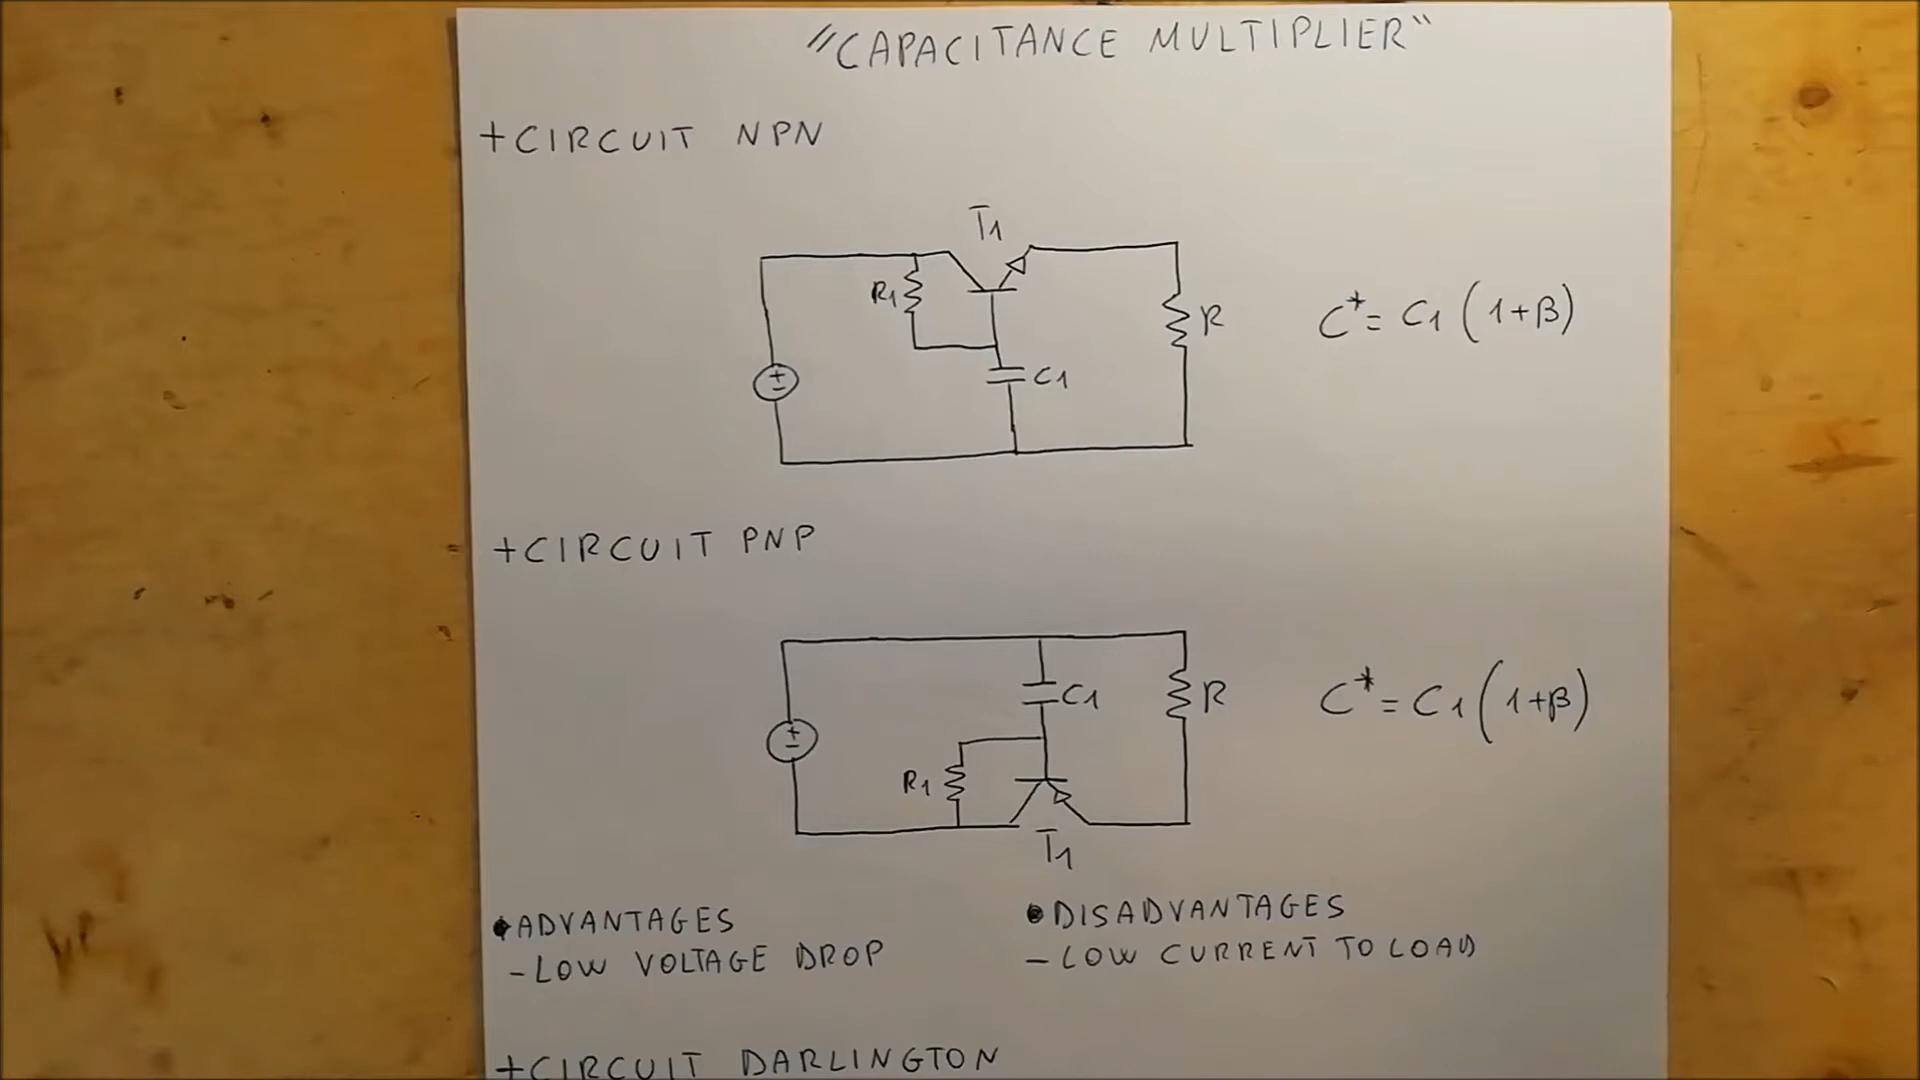 "CAPACITANCE MULTIPLIER"
+CIRCUIT NPN
T1
R1
R
C* = C1 (1+β)
+
C1
+CIRCUIT PNP
C1
R
C* = C1 (1+β)
+
R1
T1
•ADVANTAGES
-LOW VOLTAGE DROP
•DISADVANTAGES
- LOW CURRENT TO LOAD
+CIRCUIT DARLINGTON